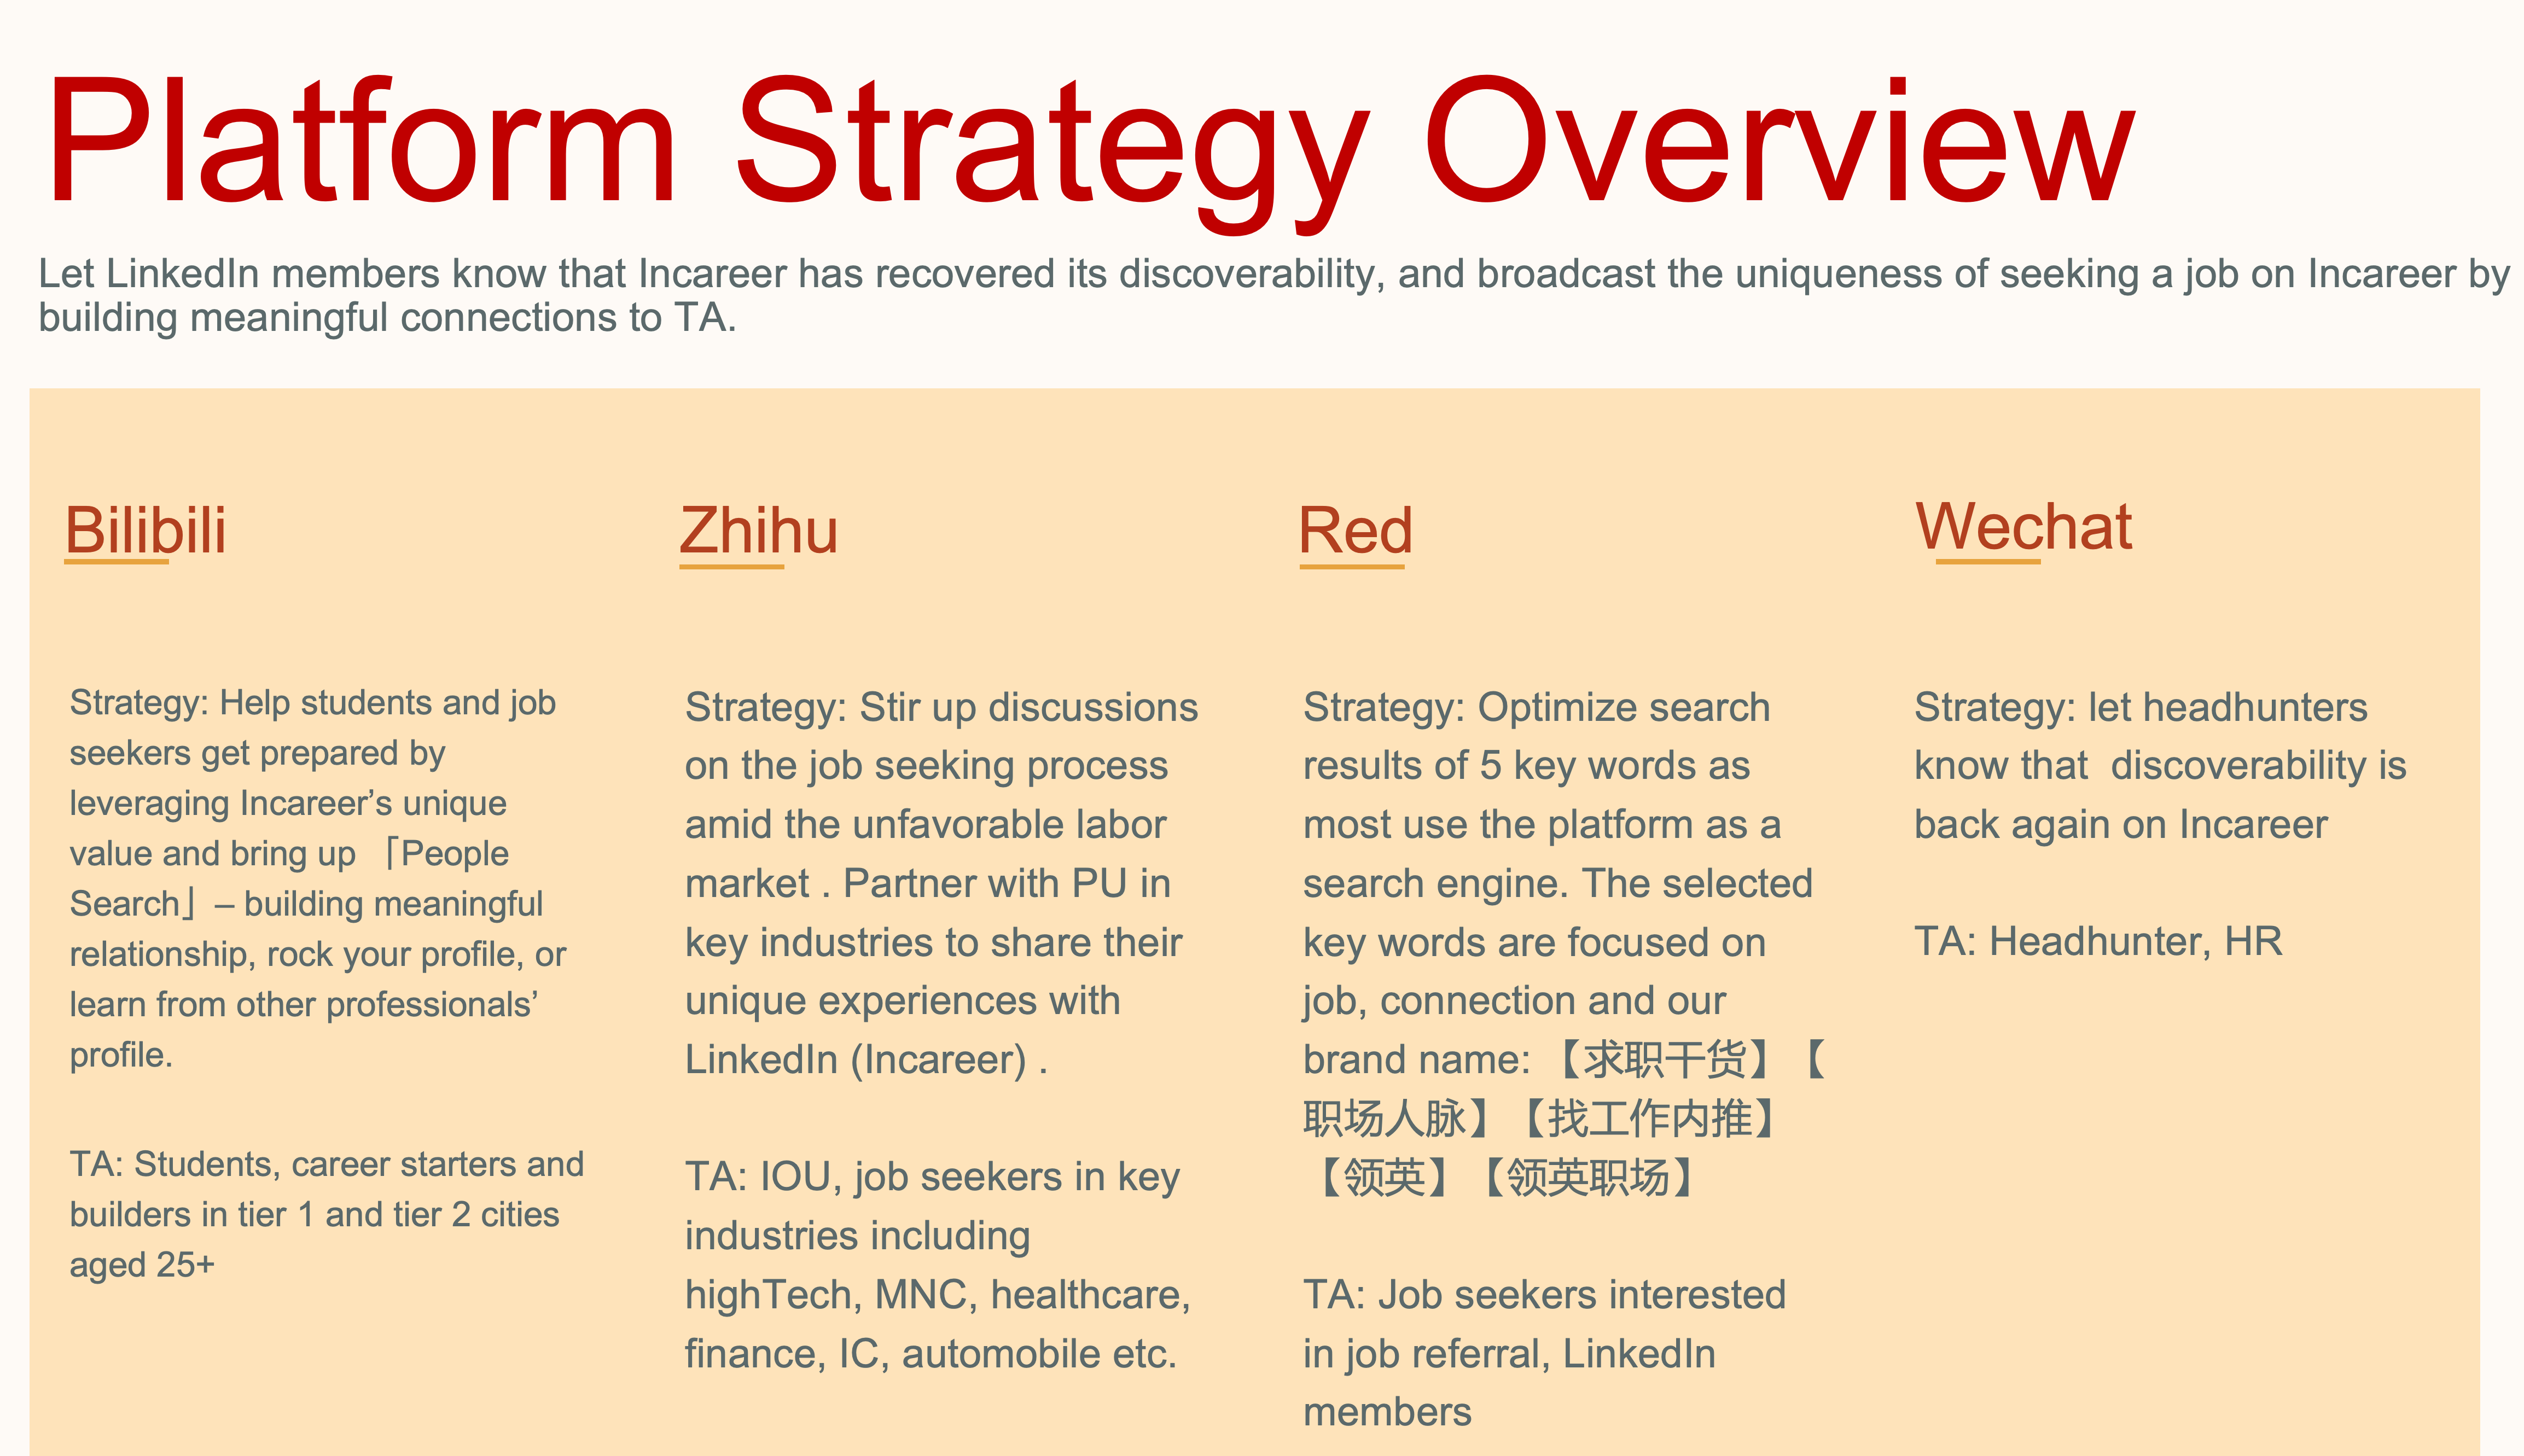 Platform Strategy Overview
Let LinkedIn members know that Incareer has recovered its discoverability, and broadcast the uniqueness of seeking a job on Incareer by
building meaningful connections to TA.
Bilibili
Strategy: Help students and job
seekers get prepared by
leveraging Incareer’s unique
value and bring up 「People
Search」– building meaningful
relationship, rock your profile, or
learn from other professionals’
profile.
TA: Students, career starters and
builders in tier 1 and tier 2 cities
aged 25+
Zhihu
Strategy: Stir up discussions
on the job seeking process
amid the unfavorable labor
market . Partner with PU in
key industries to share their
unique experiences with
LinkedIn (Incareer) .
TA: IOU, job seekers in key
industries including
highTech, MNC, healthcare,
finance, IC, automobile etc.
Red
Strategy: Optimize search
results of 5 key words as
most use the platform as a
search engine. The selected
key words are focused on
job, connection and our
brand name: 【求职干货】【
职场人脉】【找工作内推】
【领英】【领英职场】
TA: Job seekers interested
in job referral, LinkedIn
members
Wechat
Strategy: let headhunters
know that  discoverability is
back again on Incareer
TA: Headhunter, HR